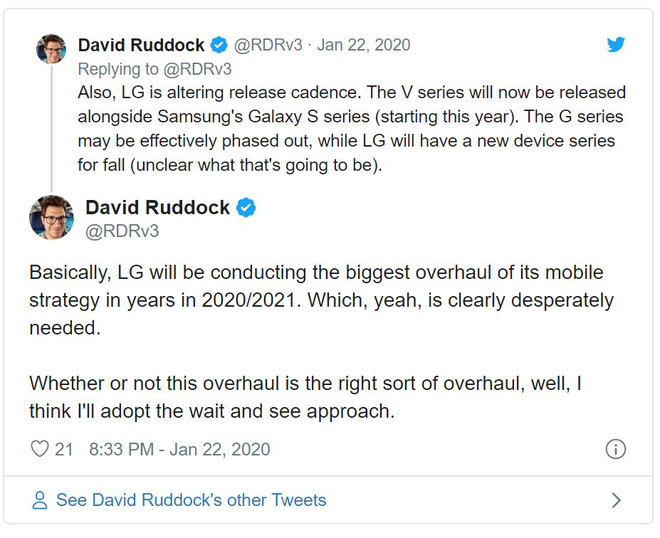 David Ruddock @RDRv3 · Jan 22, 2020
Replying to @RDRv3
Also, LG is altering release cadence. The V series will now be released
alongside Samsung's Galaxy S series (starting this year). The G series
may be effectively phased out, while LG will have a new device series
for fall (unclear what that's going to be).
David Ruddock
@RDRv3
Basically, LG will be conducting the biggest overhaul of its mobile
strategy in years in 2020/2021. Which, yeah, is clearly desperately
needed.
Whether or not this overhaul is the right sort of overhaul, well, I
think I'll adopt the wait and see approach.
21 8:33 PM - Jan 22, 2020
See David Ruddock's other Tweets